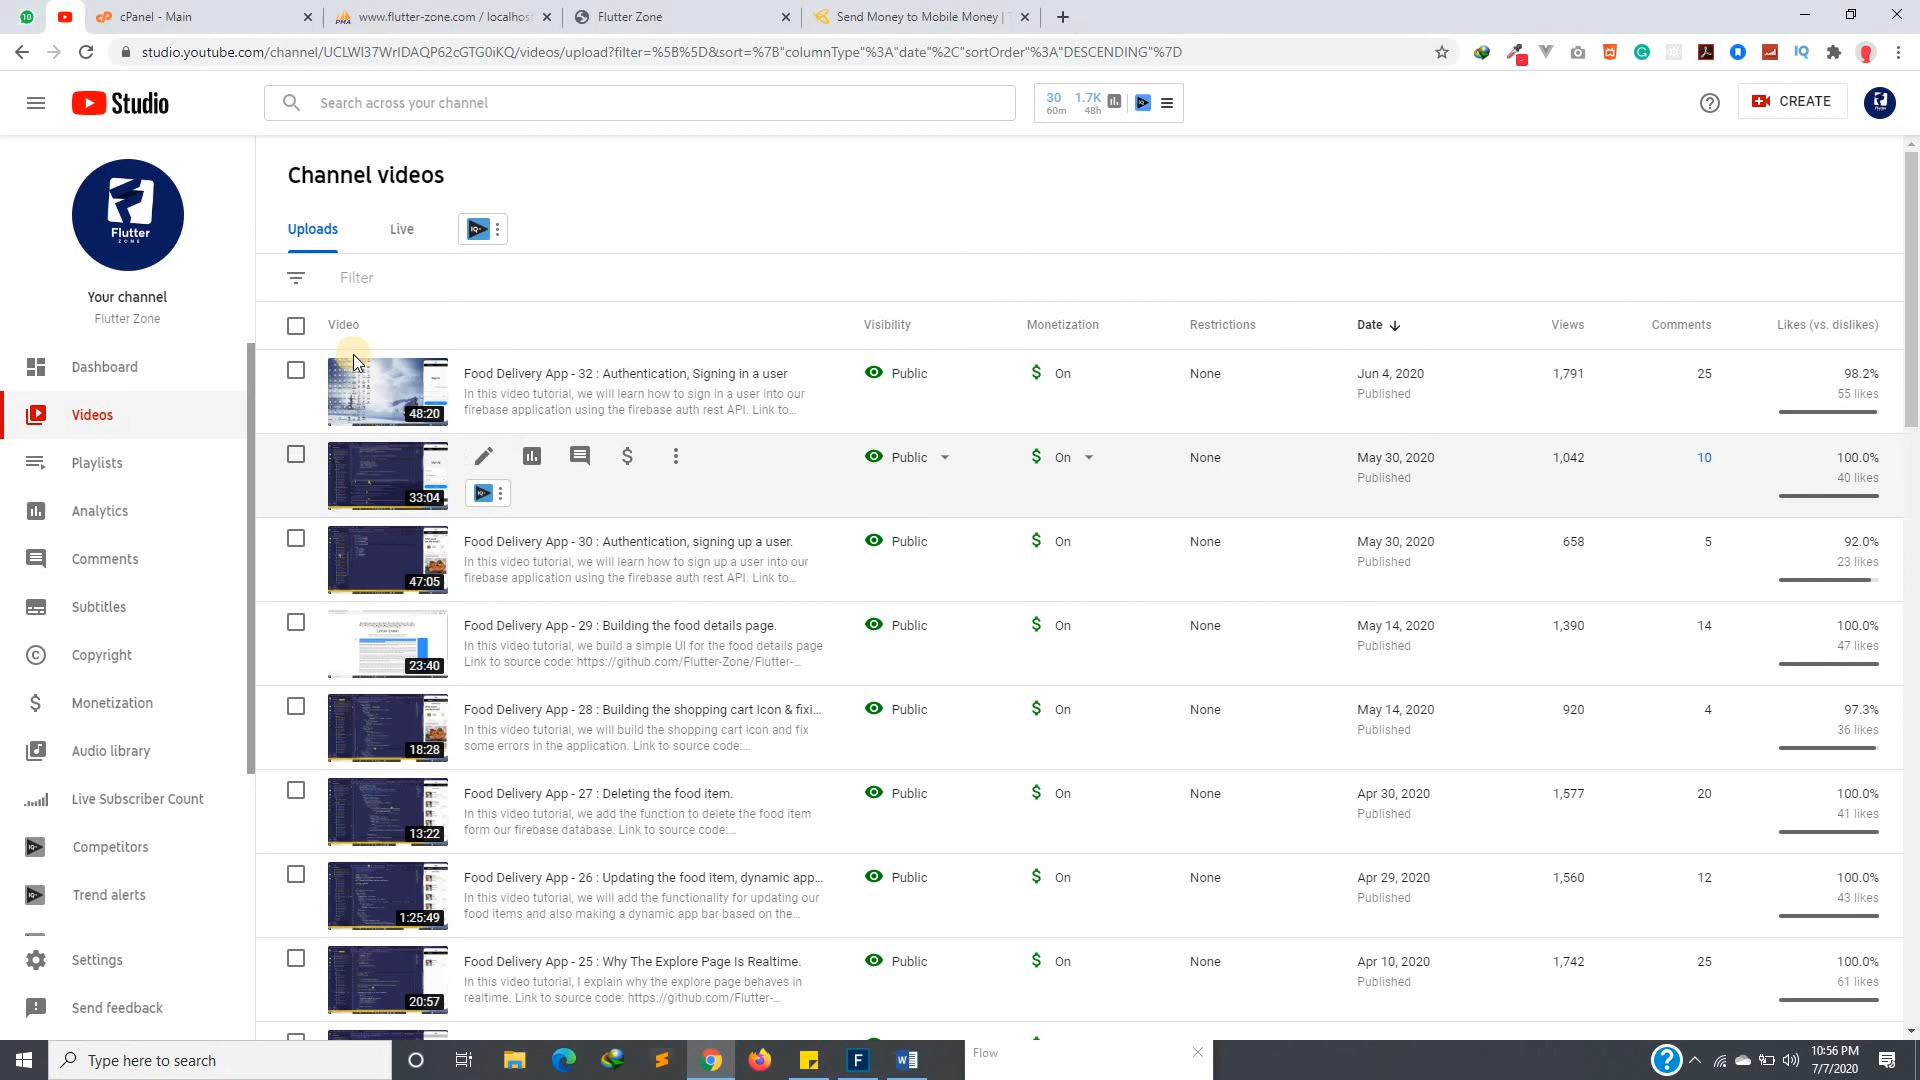 cPanel - Main
www.flutter-zone.com / localhos
Flutter Zone
Send Money to Mobile Money |
studio.youtube.com/channel/UCLWI37WrIDAQP62cGTG0iKQ/videos/upload?filter=%5B%5D&sort=%7B"columnType"%3A"date"%2C"sortOrder"%3A"DESCENDING"%7D
Studio
Search across your channel
30 1.7K
60m 48h
CREATE
Flutter
ZONE
Your channel
Flutter Zone
Dashboard
Videos
Playlists
Analytics
Comments
Subtitles
Copyright
Monetization
Audio library
Live Subscriber Count
Competitors
Trend alerts
Settings
Send feedback
Channel videos
Uploads Live
Filter
Video Visibility Monetization Restrictions Date Views Comments Likes (vs. dislikes)
Food Delivery App - 32 : Authentication, Signing in a user Public On None Jun 4, 2020 1,791 25 98.2%
In this video tutorial, we will learn how to sign in a user into our Published 55 likes
firebase application using the firebase auth rest API. Link to...
48:20
Public On None May 30, 2020 1,042 10 100.0%
Published 40 likes
33:04
Food Delivery App - 30 : Authentication, signing up a user. Public On None May 30, 2020 658 5 92.0%
In this video tutorial, we will learn how to sign up a user into our Published 23 likes
firebase application using the firebase auth rest API. Link to...
47:05
Food Delivery App - 29 : Building the food details page. Public On None May 14, 2020 1,390 14 100.0%
In this video tutorial, we build a simple UI for the food details page Published 47 likes
Link to source code: https://github.com/Flutter-Zone/Flutter-...
23:40
Food Delivery App - 28 : Building the shopping cart Icon & fixi... Public On None May 14, 2020 920 4 97.3%
In this video tutorial, we will build the shopping cart icon and fix Published 36 likes
some errors in the application. Link to source code:...
18:28
Food Delivery App - 27 : Deleting the food item. Public On None Apr 30, 2020 1,577 20 100.0%
In this video tutorial, we add the function to delete the food item Published 41 likes
form our firebase database. Link to source code:...
13:22
Food Delivery App - 26 : Updating the food item, dynamic app... Public On None Apr 29, 2020 1,560 12 100.0%
In this video tutorial, we will add the functionality for updating our Published 43 likes
food items and also making a dynamic app bar based on the...
1:25:49
Food Delivery App - 25 : Why The Explore Page Is Realtime. Public On None Apr 10, 2020 1,742 25 100.0%
In this video tutorial, I explain why the explore page behaves in Published 61 likes
realtime. Link to source code: https://github.com/Flutter-...
20:57
Type here to search
Flow
10:56 PM
7/7/2020